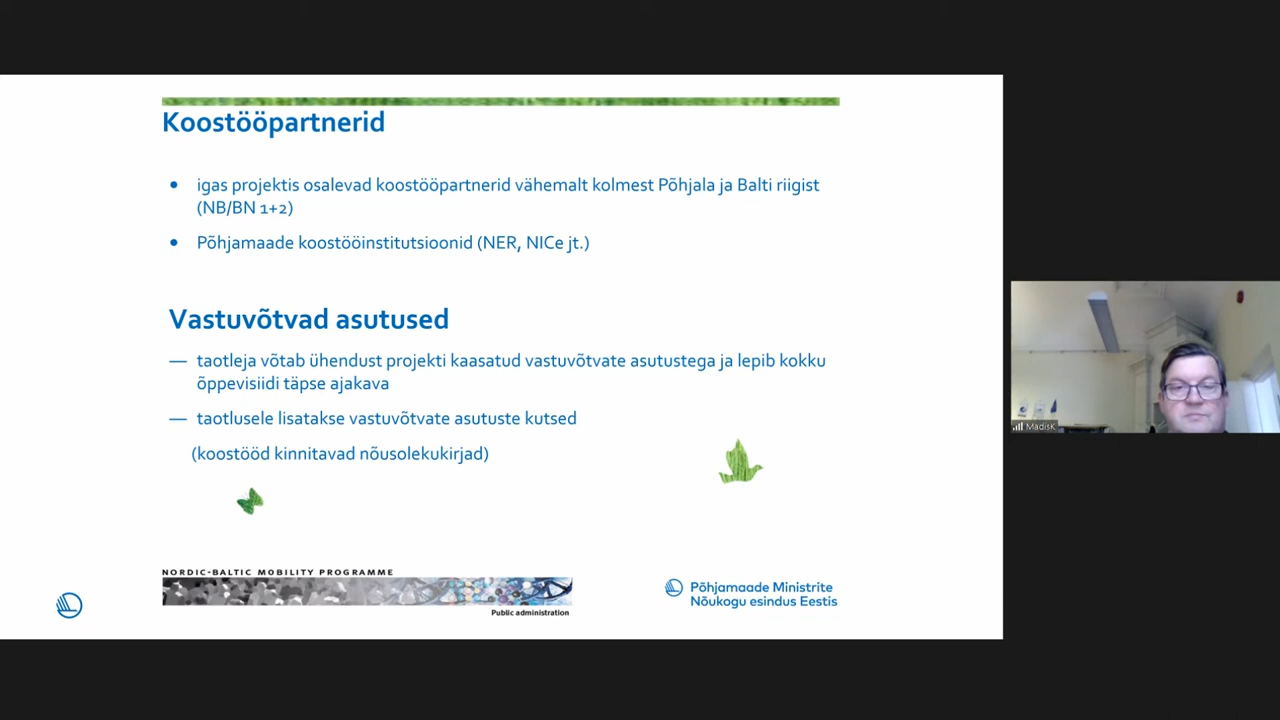 Koostööpartnerid
• igas projektis osalevad koostööpartnerid vähemalt kolmest Põhjala ja Balti riigist
(NB/BN 1+2)
• Põhjamaade koostööinstitutsioonid (NER, NICe jt.)
Vastuvõtvad asutused
— taotleja võtab ühendust projekti kaasatud vastuvõtvate asutustega ja lepib kokku
õppevisiidi täpse ajakava
— taotlusele lisatakse vastuvõtvate asutuste kutsed
(koostööd kinnitavad nõusolekukirjad)
NORDIC-BALTIC MOBILITY PROGRAMME
Public administration
Põhjamaade Ministrite
Nõukogu esindus Eestis
MadisK